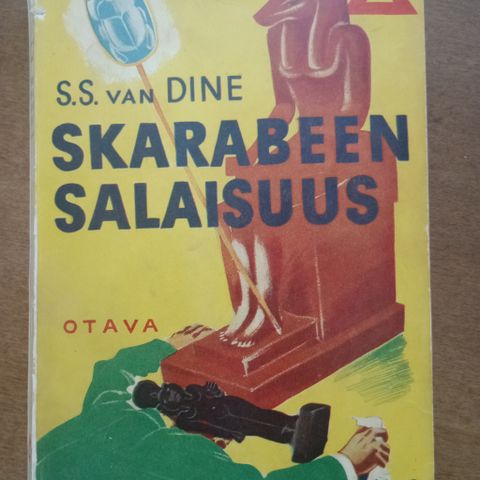 S.S. VAN DINE
SKARABEEN
SALAISUUS
OTAVA